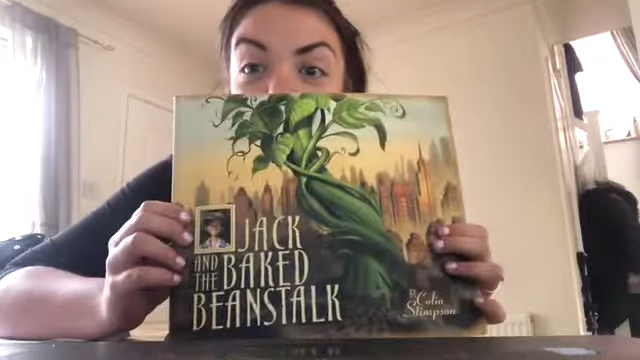 JACK
AND THE BAKED
BEANSTALK
BY Colin
Stimpson